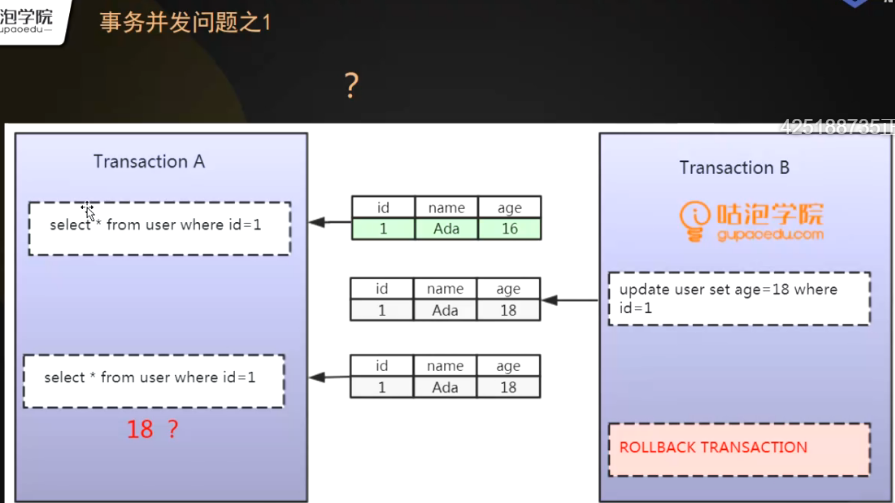 泡学院
upaoedu
事务并发问题之1
?
425188735
Transaction A
select * from user where id=1
id name age
1 Ada 16
Transaction B
咕泡学院
gupaoedu.com
id name age
1 Ada 18
update user set age=18 where
id=1
select * from user where id=1
id name age
1 Ada 18
18 ?
ROLLBACK TRANSACTION